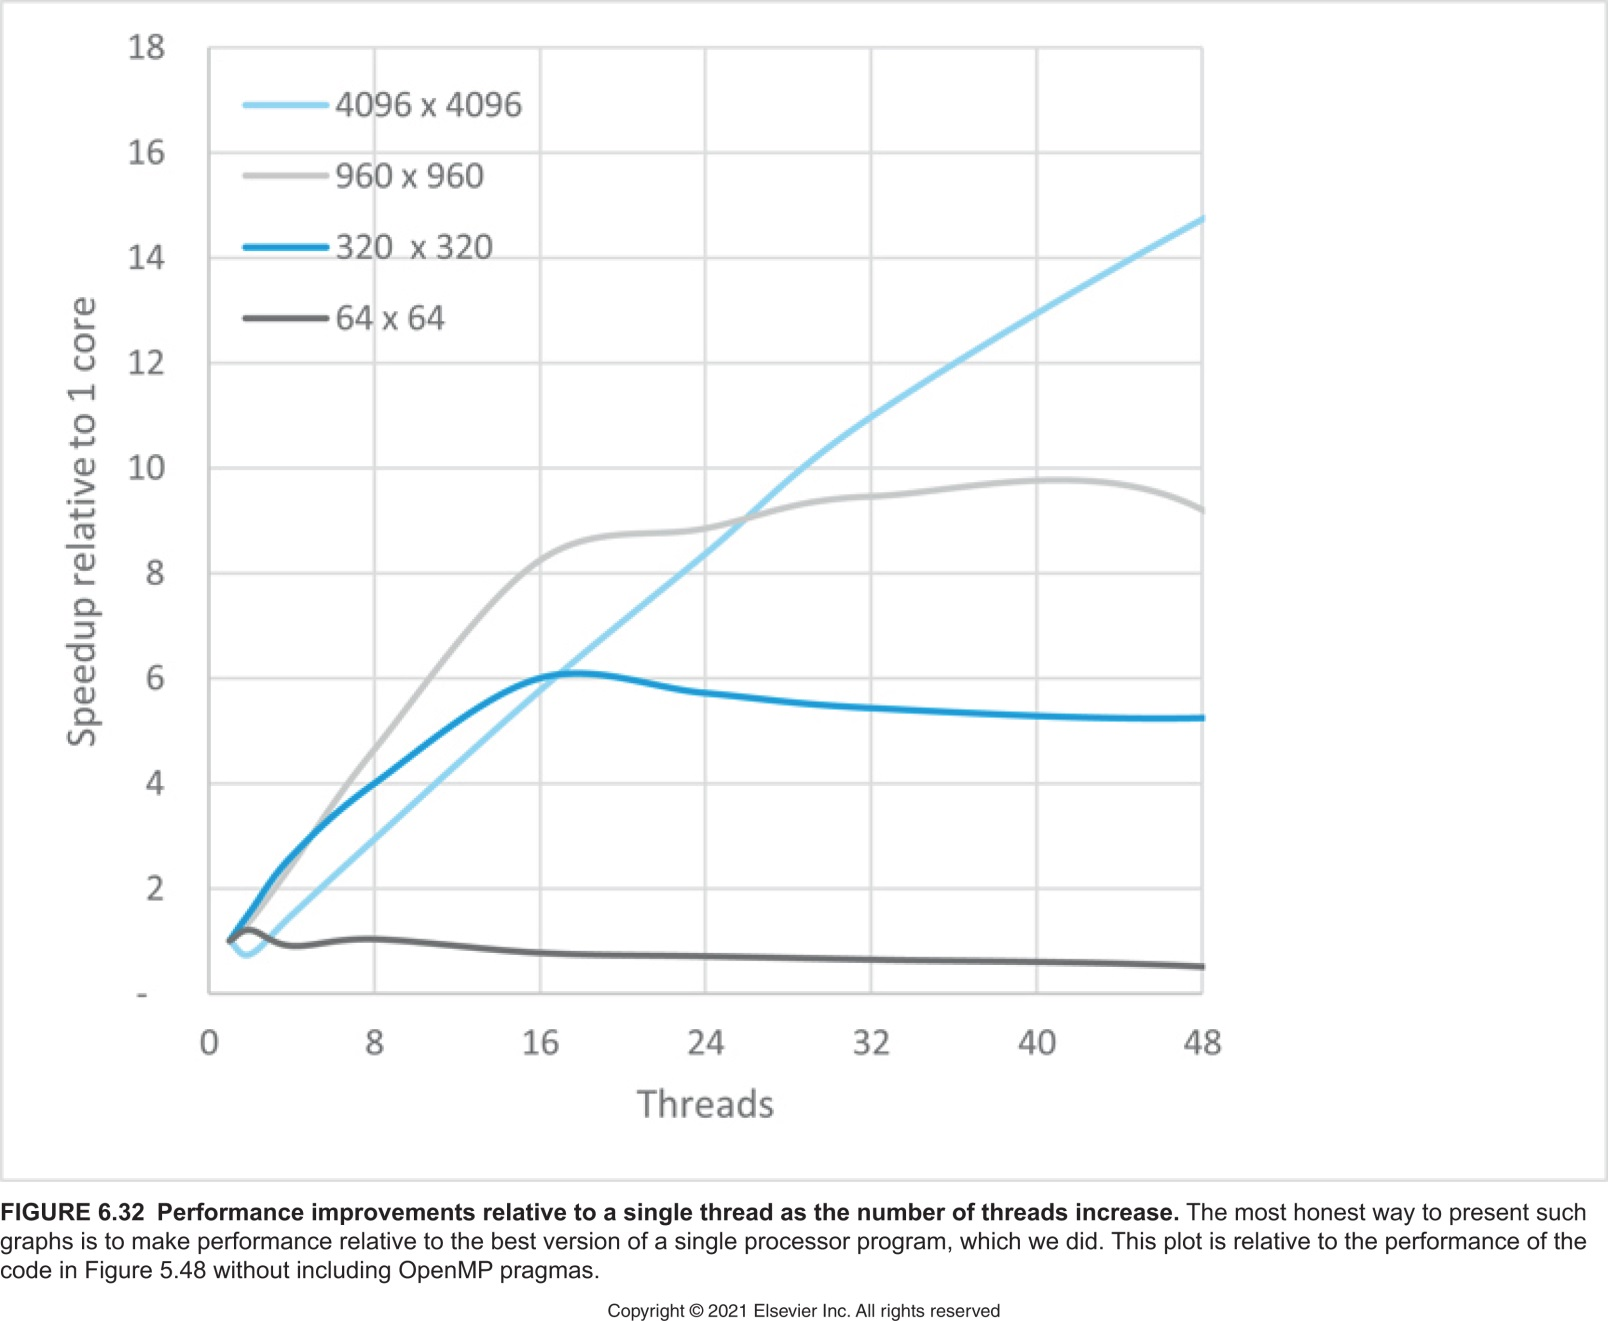 18
16
14
12
10
8
6
4
2
-
4096 x 4096
960 x 960
320  x 320
64 x 64
Speedup relative to 1 core
0 8 16 24 32 40 48
Threads
FIGURE 6.32 Performance improvements relative to a single thread as the number of threads increase. The most honest way to present such
graphs is to make performance relative to the best version of a single processor program, which we did. This plot is relative to the performance of the
code in Figure 5.48 without including OpenMP pragmas.
Copyright © 2021 Elsevier Inc. All rights reserved